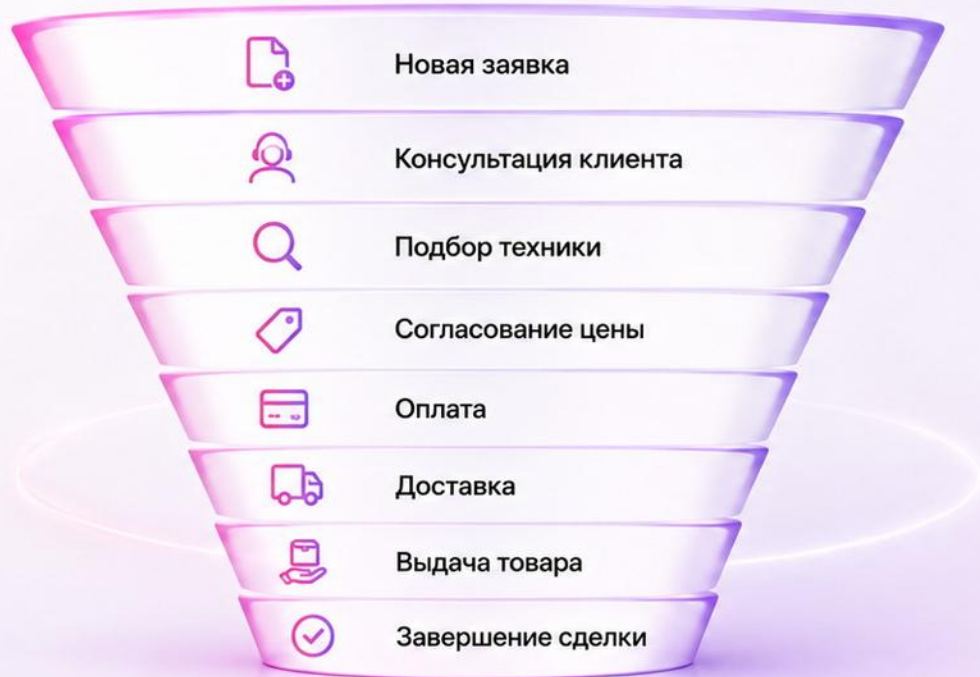 Новая заявка
Консультация клиента
Подбор техники
Согласование цены
Оплата
Доставка
Выдача товара
Завершение сделки